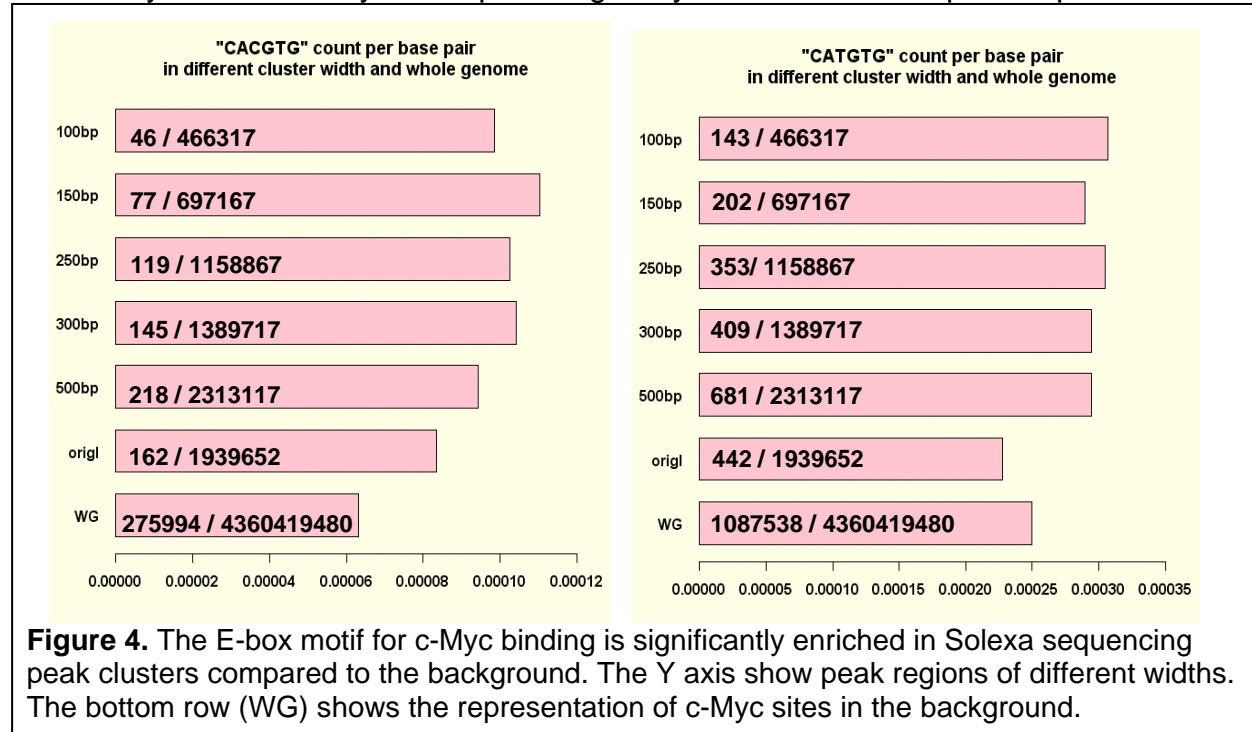 "CACGTG" count per base pair
in different cluster width and whole genome
100bp 46 / 466317
150bp 77 / 697167
250bp 119 / 1158867
300bp 145 / 1389717
500bp 218 / 2313117
origl 162 / 1939652
WG 275994 / 4360419480
0.00000 0.00002 0.00004 0.00006 0.00008 0.00010 0.00012
"CATGTG" count per base pair
in different cluster width and whole genome
100bp 143 / 466317
150bp 202 / 697167
250bp 353/ 1158867
300bp 409 / 1389717
500bp 681 / 2313117
origl 442 / 1939652
WG 1087538 / 4360419480
0.00000 0.00005 0.00010 0.00015 0.00020 0.00025 0.00030 0.00035
Figure 4. The E-box motif for c-Myc binding is significantly enriched in Solexa sequencing
peak clusters compared to the background. The Y axis show peak regions of different widths.
The bottom row (WG) shows the representation of c-Myc sites in the background.